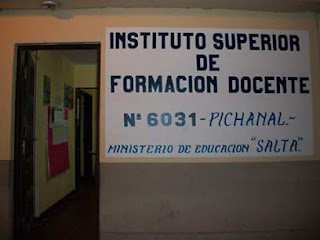 INSTITUTO SUPERIOR
DE
FORMACION DOCENTE
Nº 6031-PICHANAL.-
MINISTERIO DE EDUCACION "SALTA."